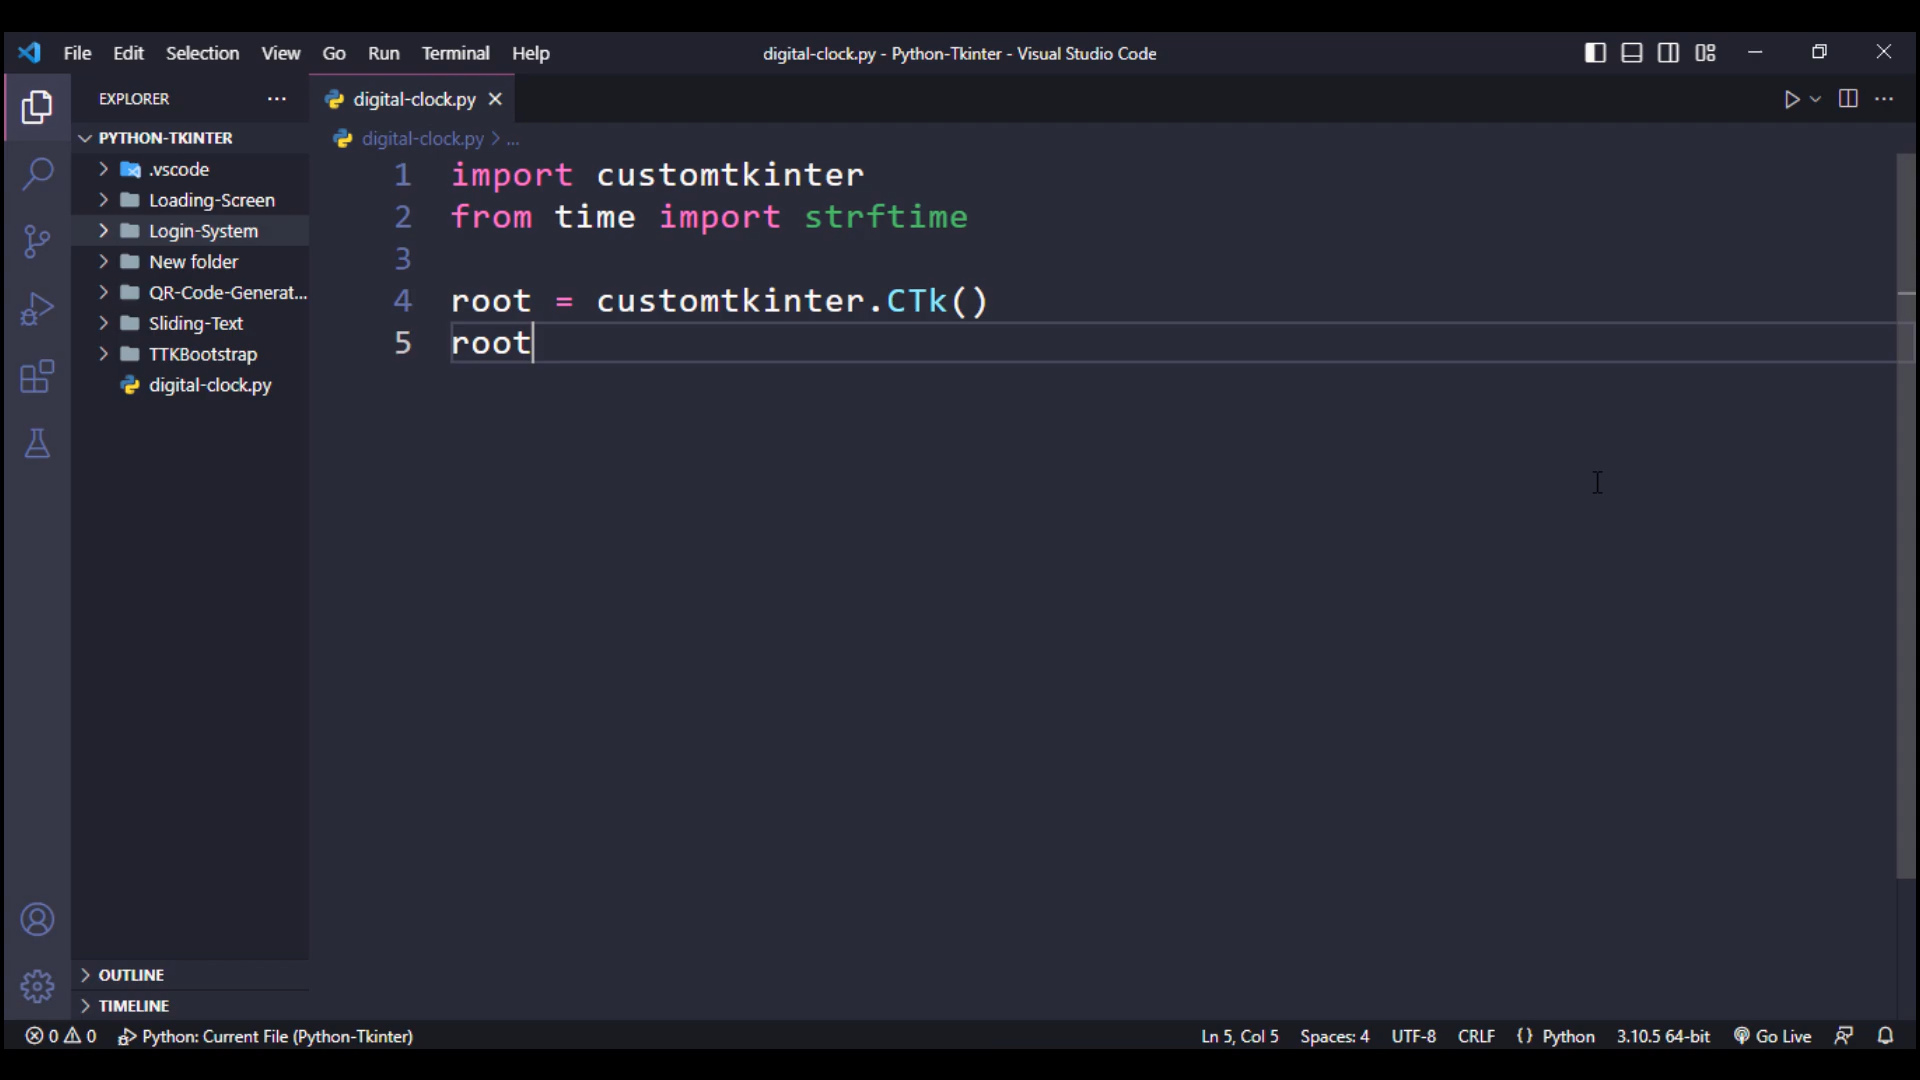 File Edit Selection View Go Run Terminal Help
digital-clock.py - Python-Tkinter - Visual Studio Code
EXPLORER
PYTHON-TKINTER
.vscode
Loading-Screen
Login-System
New folder
QR-Code-Generat...
Sliding-Text
TTKBootstrap
digital-clock.py
OUTLINE
TIMELINE
digital-clock.py
digital-clock.py > ...
1 import customtkinter
2 from time import strftime
3
4 root = customtkinter.CTk()
5 root
0 0 Python: Current File (Python-Tkinter) Ln 5, Col 5 Spaces: 4 UTF-8 CRLF {} Python 3.10.5 64-bit Go Live